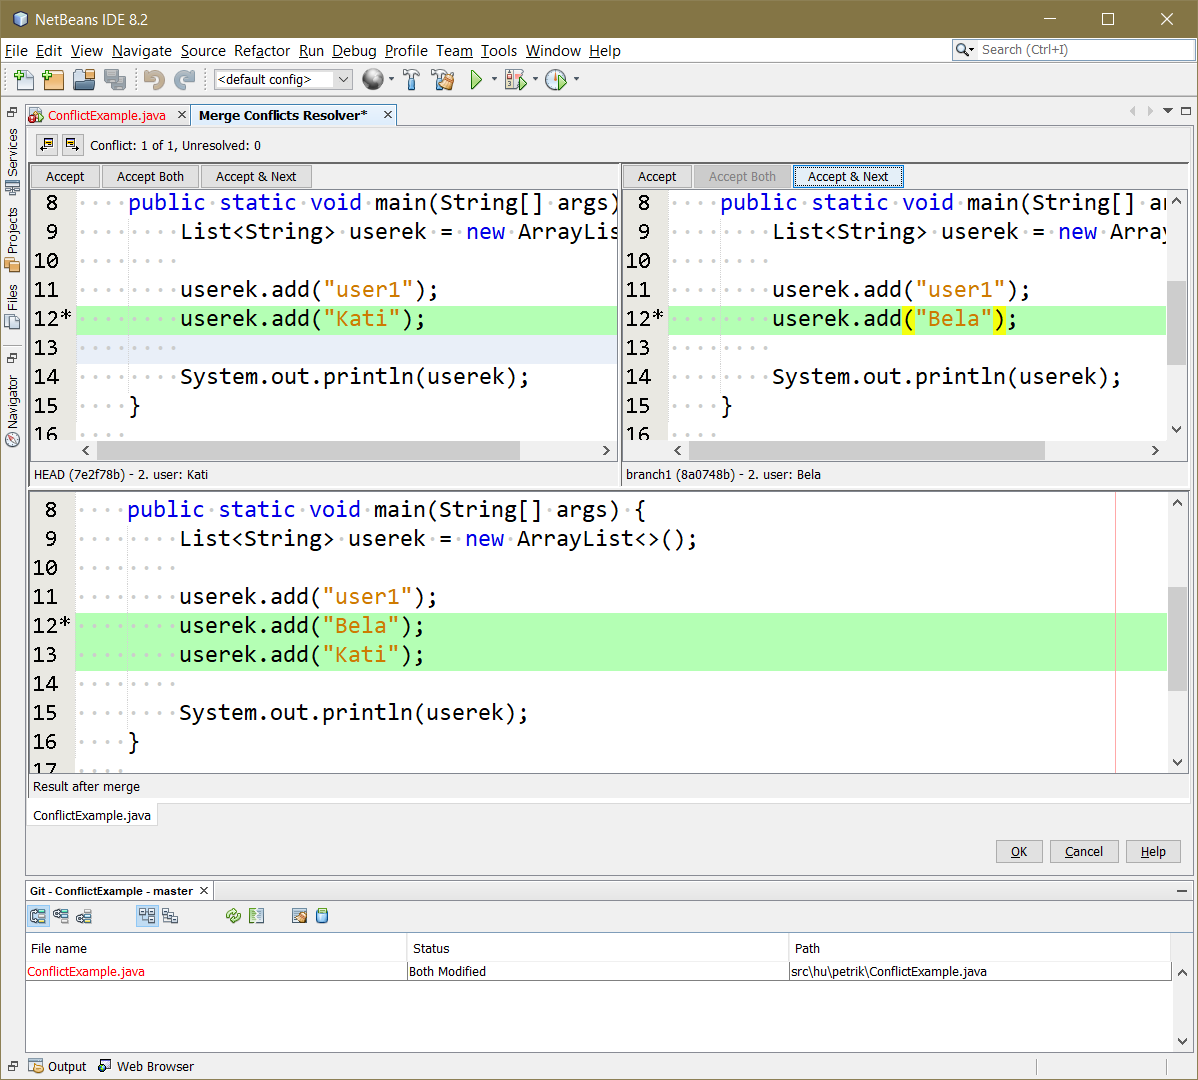 NetBeans IDE 8.2
File Edit View Navigate Source Refactor Run Debug Profile Team Tools Window Help
Search (Ctrl+I)
<default config>
ConflictExample.java
Merge Conflicts Resolver*
Services
Projects
Files
Navigator
Conflict: 1 of 1, Unresolved: 0
Accept Accept Both Accept & Next
8 public static void main(String[] args)
9 List<String> userek = new ArrayLis
10
11 userek.add("user1");
12* userek.add("Kati");
13
14 System.out.println(userek);
15 }
16
HEAD (7e2f78b) - 2. user: Kati
Accept Accept Both Accept & Next
8 public static void main(String[] a
9 List<String> userek = new Array
10
11 userek.add("user1");
12* userek.add("Bela");
13
14 System.out.println(userek);
15 }
16
branch1 (8a0748b) - 2. user: Bela
8 public static void main(String[] args) {
9 List<String> userek = new ArrayList<>();
10
11 userek.add("user1");
12* userek.add("Bela");
13 userek.add("Kati");
14
15 System.out.println(userek);
16 }
17
Result after merge
ConflictExample.java
OK Cancel Help
Git - ConflictExample - master
File name Status Path
ConflictExample.java Both Modified src\hu\petrik\ConflictExample.java
Output Web Browser